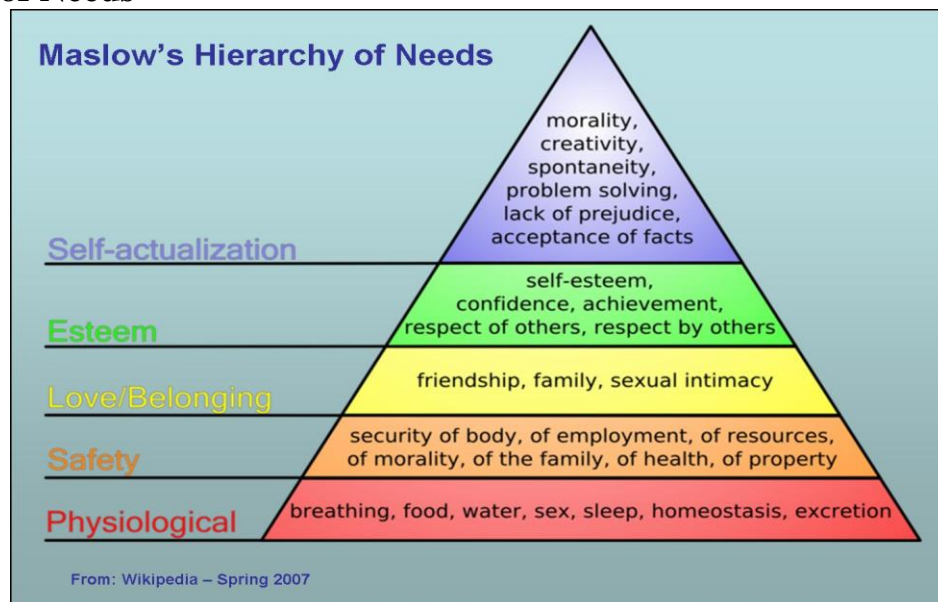 of Needs
Maslow's Hierarchy of Needs
morality,
creativity,
spontaneity,
problem solving,
lack of prejudice,
acceptance of facts
Self-actualization
self-esteem,
confidence, achievement,
respect of others, respect by others
Esteem
friendship, family, sexual intimacy
Love/Belonging
security of body, of employment, of resources,
of morality, of the family, of health, of property
Safety
breathing, food, water, sex, sleep, homeostasis, excretion
Physiological
From: Wikipedia – Spring 2007